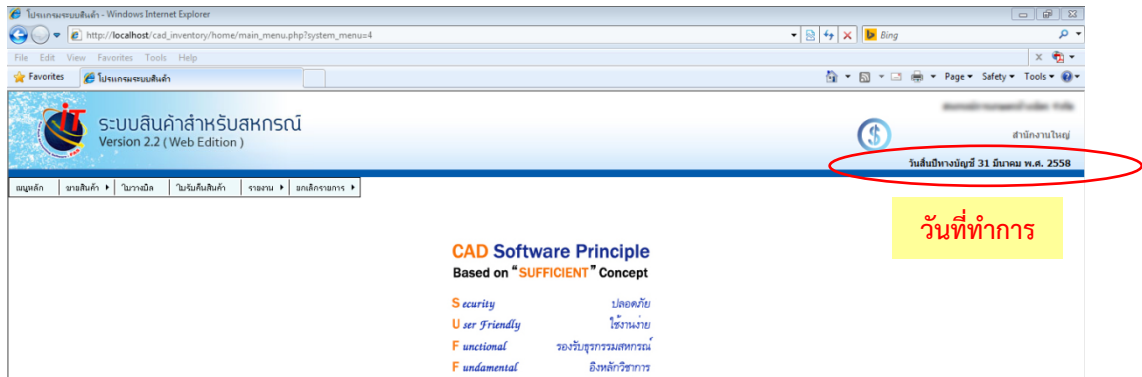 โปรแกรมระบบสินค้า - Windows Internet Explorer
http://localhost/cad_inventory/home/main_menu.php?system_menu=4
Bing
File Edit View Favorites Tools Help
Favorites โปรแกรมระบบสินค้า Page Safety Tools
iT
ระบบสินค้าสำหรับสหกรณ์
Version 2.2 ( Web Edition )
สำนักงานใหญ่
วันสิ้นปีทางบัญชี 31 มีนาคม พ.ศ. 2558
เมนูหลัก ขายสินค้า ใบวางบิล ใบรับคืนสินค้า รายงาน ยกเลิกรายการ
วันที่ทำการ
CAD Software Principle
Based on “SUFFICIENT” Concept
S ecurity ปลอดภัย
U ser Friendly ใช้งานง่าย
F unctional รองรับธุรกรรมสหกรณ์
F undamental อิงหลักวิชาการ